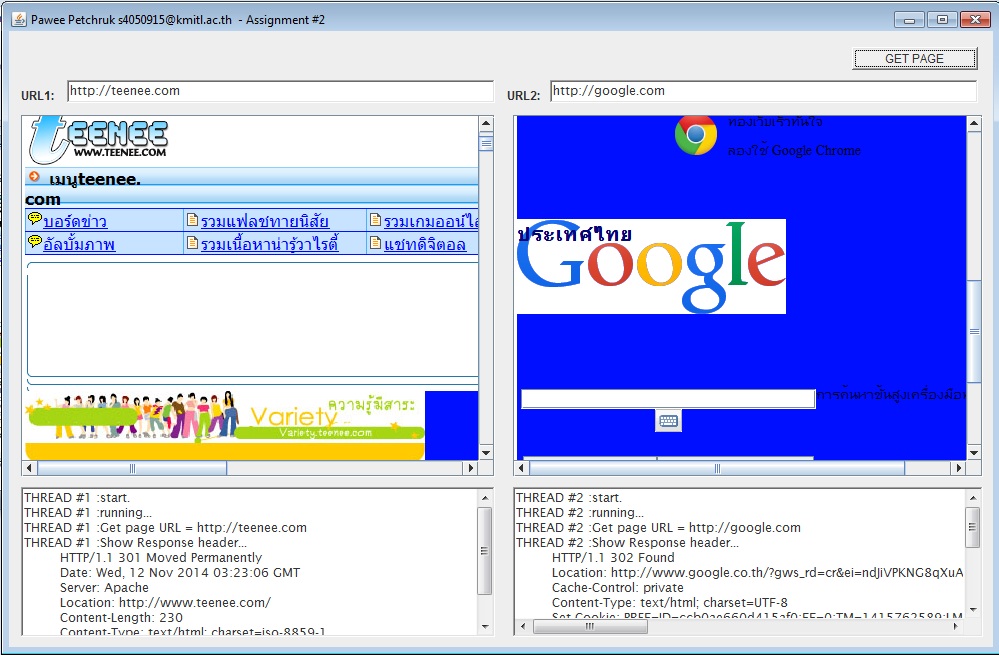 Pawee Petchruk s4050915@kmitl.ac.th - Assignment #2
GET PAGE
URL1: http://teenee.com
URL2: http://google.com
TEENEE
WWW.TEENEE.COM
เมนูteenee.
com
บอร์ดข่าว รวมแฟลชทายนิสัย รวมเกมออนไล
อัลบั้มภาพ รวมเนื้อหาน่ารู้วาไรตี้ แชทดิจิตอล
ความรู้มีสาระ
Variety
Variety.teenee.com
ท่องเว็บเร็วทันใจ
ลองใช้ Google Chrome
ประเทศไทย
Google
การค้นหาขั้นสูงเครื่องมือ
THREAD #1 :start.
THREAD #1 :running...
THREAD #1 :Get page URL = http://teenee.com
THREAD #1 :Show Response header...
HTTP/1.1 301 Moved Permanently
Date: Wed, 12 Nov 2014 03:23:06 GMT
Server: Apache
Location: http://www.teenee.com/
Content-Length: 230
Content-Type: text/html; charset=iso-8859-1
THREAD #2 :start.
THREAD #2 :running...
THREAD #2 :Get page URL = http://google.com
THREAD #2 :Show Response header...
HTTP/1.1 302 Found
Location: http://www.google.co.th/?gws_rd=cr&ei=ndJiVPKNG8qXuA
Cache-Control: private
Content-Type: text/html; charset=UTF-8
Set-Cookie: PREF=ID=ccb0ae660d415af0:FF=0:TM=1415762589:LM